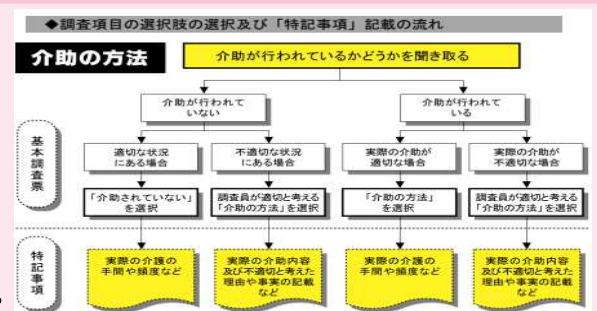 ◆調査項目の選択肢の選択及び「特記事項」記載の流れ
介助の方法
介助が行われているかどうかを聞き取る
介助が行われて
いない
介助が行われて
いる
基本調査票
適切な状況
にある場合
不適切な状況
にある場合
実際の介助が
適切な場合
実際の介助が
不適切な場合
「介助されていない」
を選択
調査員が適切と考える
「介助の方法」を選択
「介助の方法」
を選択
調査員が適切と考える
「介助の方法」を選択
特記事項
実際の介護の
手間や頻度など
実際の介助内容
及び不適切と考えた
理由や事実の記載
など
実際の介護の
手間や頻度など
実際の介助内容
及び不適切と考えた
理由や事実の記載
など